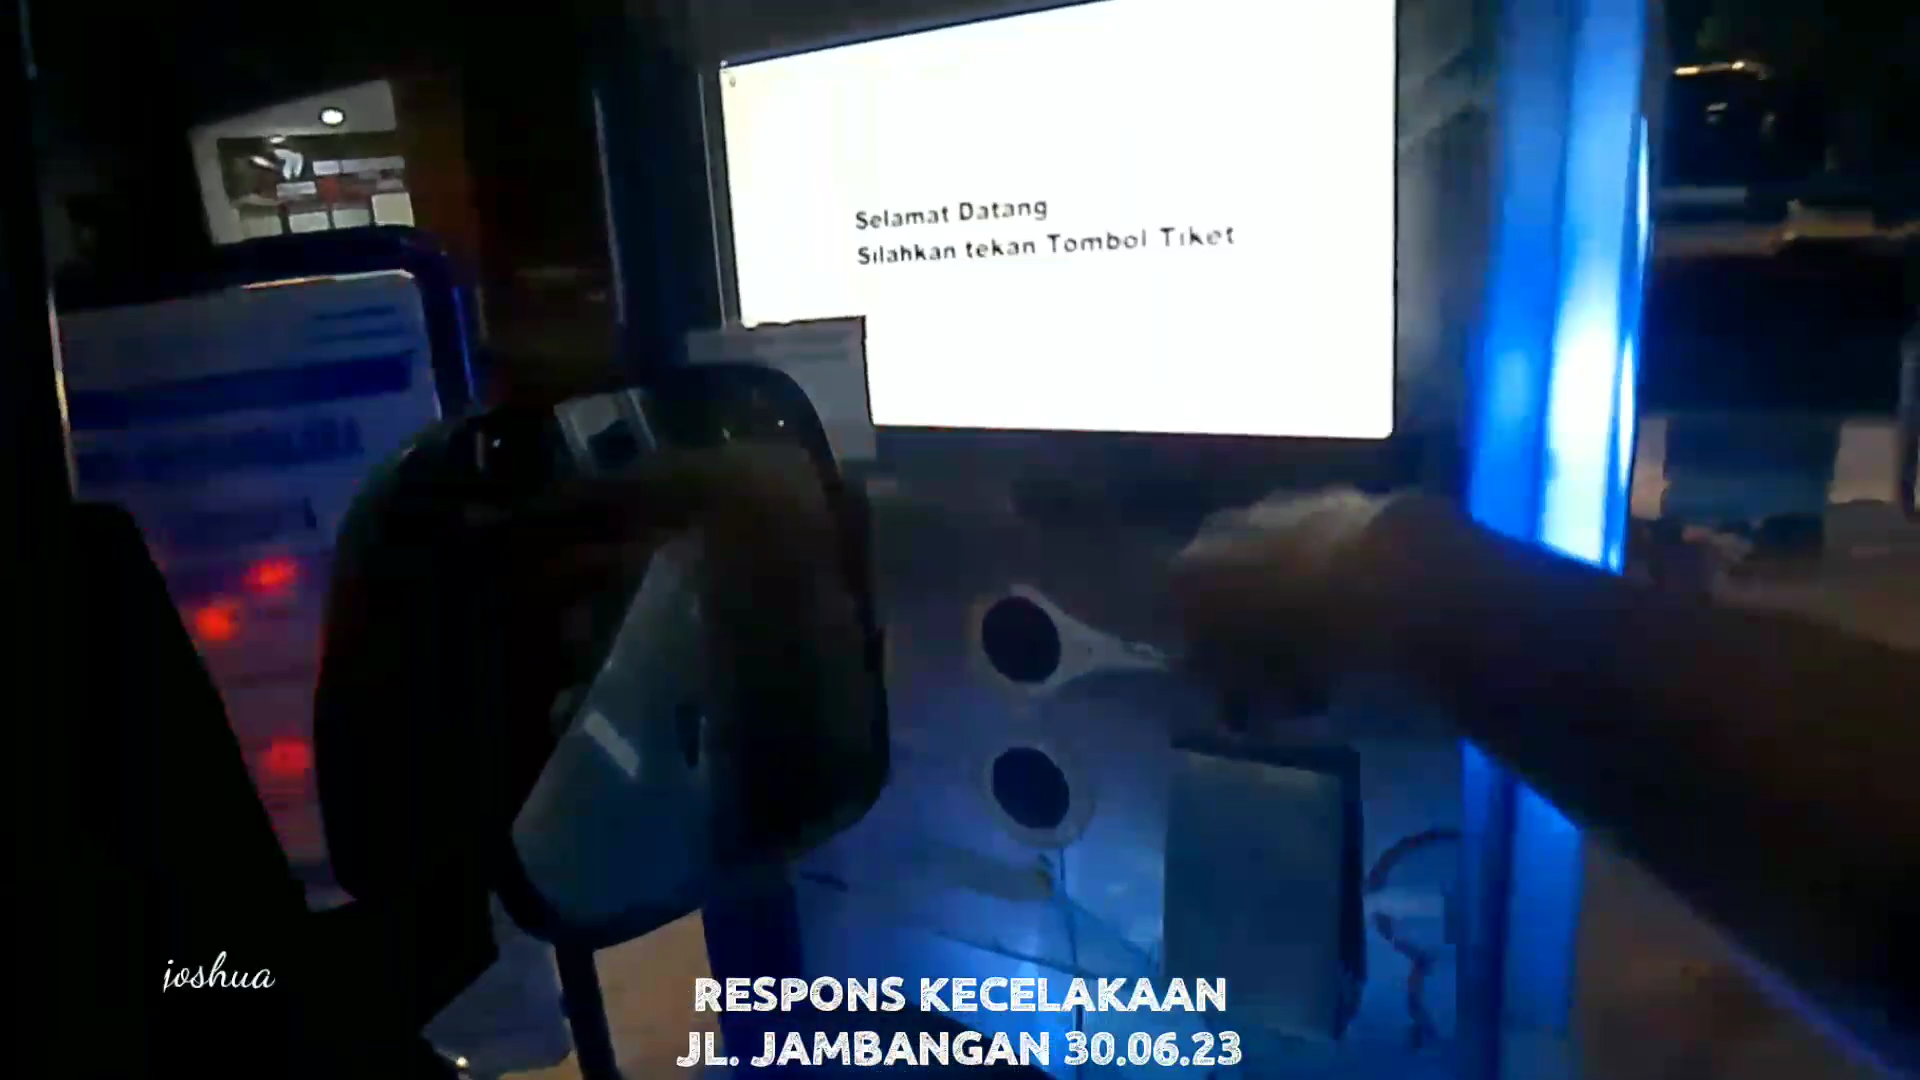 Selamat Datang
Silahkan tekan Tombol Tiket
joshua
RESPONS KECELAKAAN
JL. JAMBANGAN 30.06.23